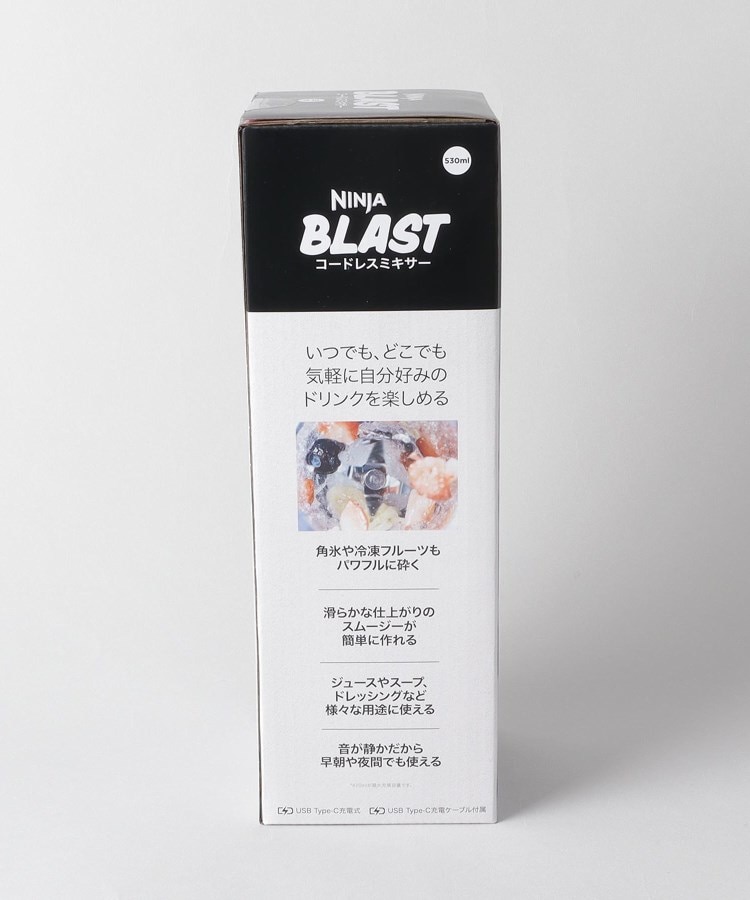 NINJA
BLAST
530ml
NINJA
BLAST
コードレスミキサー
いつでも、どこでも
気軽に自分好みの
ドリンクを楽しめる
角氷や冷凍フルーツも
パワフルに砕く
滑らかな仕上がりの
スムージーが
簡単に作れる
ジュースやスープ、
ドレッシングなど
様々な用途に使える
音が静かだから
早朝や夜間でも使える
USB Type-C充電式 USB Type-C充電ケーブル付属